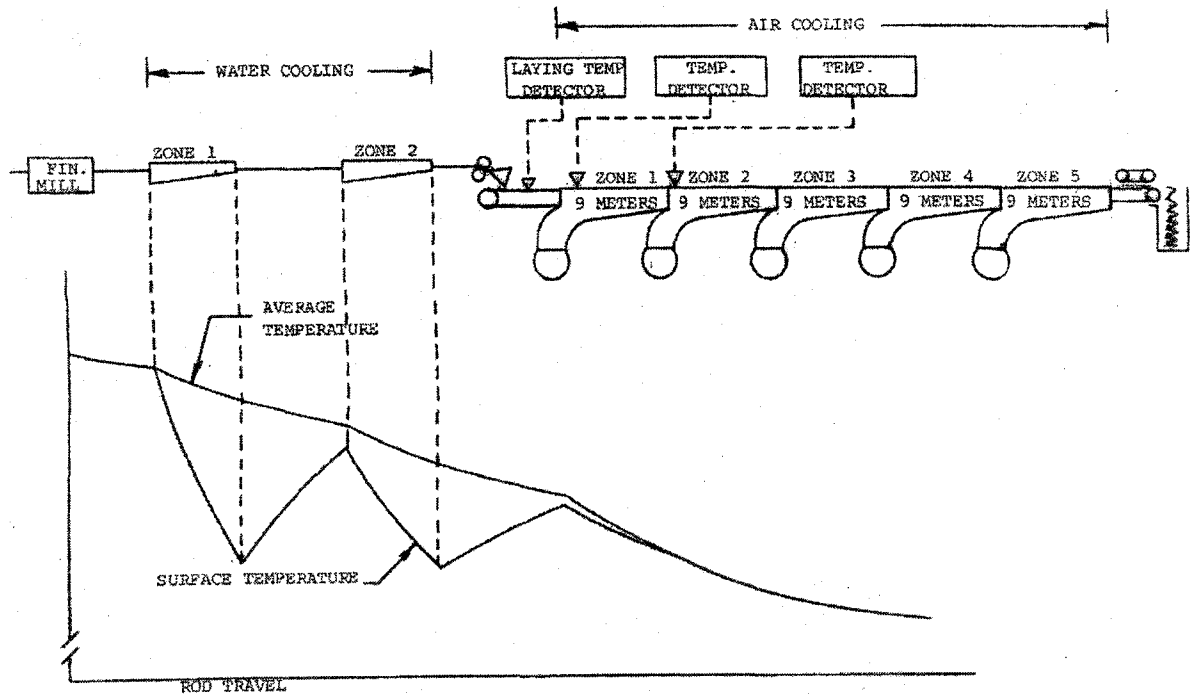 AIR COOLING
WATER COOLING
LAYING TEMP
DETECTOR
TEMP.
DETECTOR
TEMP.
DETECTOR
FIN.
MILL
ZONE 1
ZONE 2
ZONE 1
ZONE 2
ZONE 3
ZONE 4
ZONE 5
9 METERS
9 METERS
9 METERS
9 METERS
9 METERS
AVERAGE
TEMPERATURE
SURFACE TEMPERATURE
ROD TRAVEL